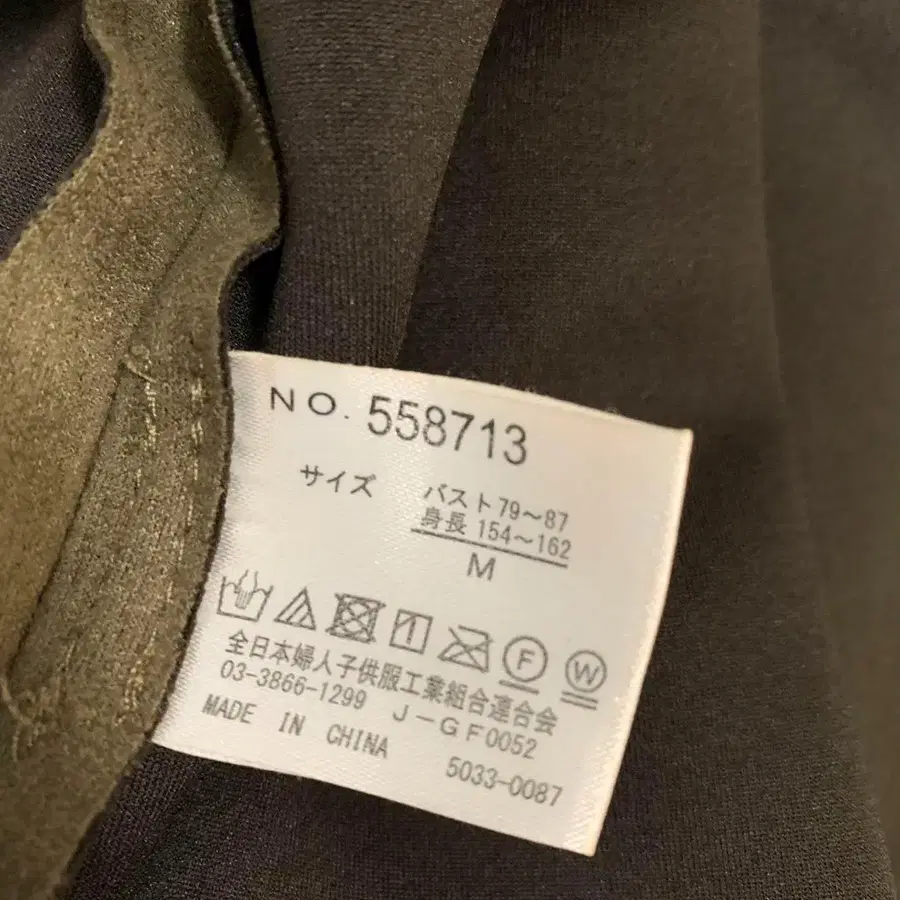 NO. 558713
サイズ バスト79～87
身長 154～162
M
F W
全日本婦人子供服工業組合連合会
03-3866-1299 J-GF0052
MADE IN CHINA
5033-0087